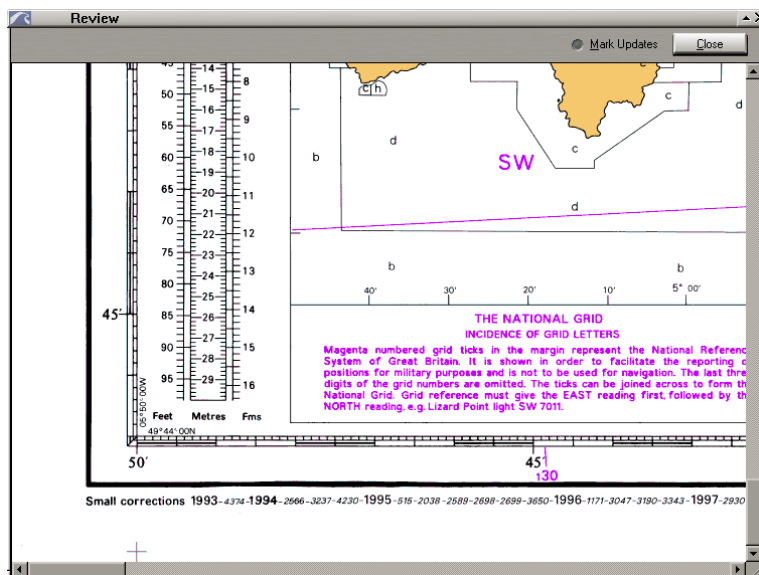 Review
Mark Updates
Close
45 14 8
50 15 c h c
16 9 d
55 17 d
c
60 18 10 SW
b
19
65 20 11
21 d
70
22 12
75 23
13 b b
80 24
25 14 40' 30' 20' 10' 5° 00'
85 26
45' THE NATIONAL GRID
27 15 INCIDENCE OF GRID LETTERS
90 28 Magenta numbered grid ticks in the margin represent the National Referenc
System of Great Britain. It is shown in order to facilitate the reporting o
95 29 16 positions for military purposes and is not to be used for navigation. The last thre
digits of the grid numbers are omitted. The ticks can be joined across to form th
National Grid. Grid reference must give the EAST reading first, followed by th
Feet Metres Fms NORTH reading, e.g. Lizard Point light SW 7011.
05°50'00W
49°44'00N
50' 45'
130
Small corrections 1993-4374-1994-2566-3237-4230-1995-515-2038-2589-2698-2699-3650-1996-1171-3047-3190-3343-1997-2930